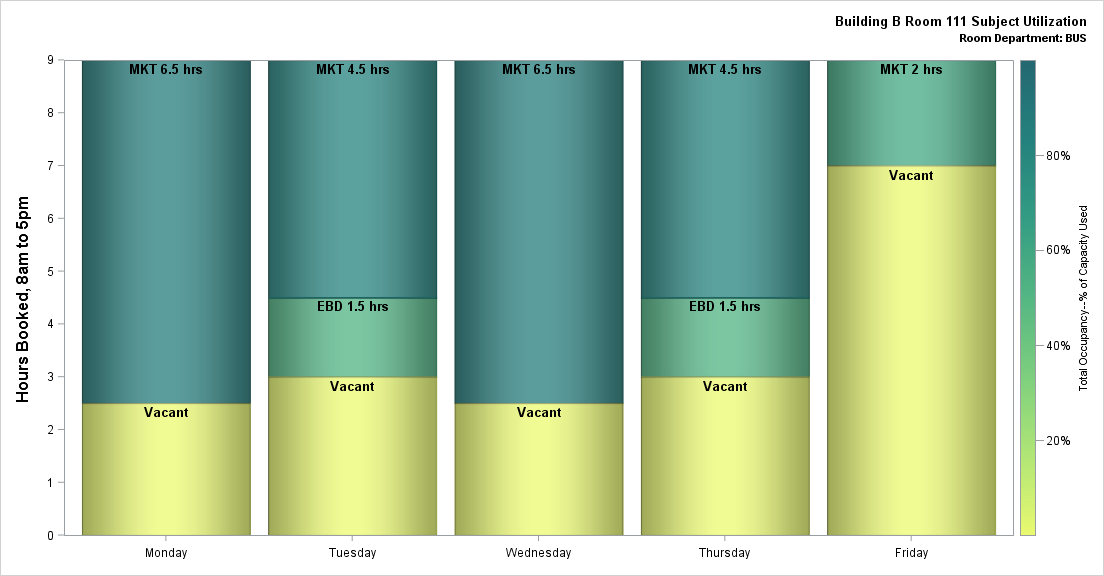 Building B Room 111 Subject Utilization
Room Department: BUS
Hours Booked, 8am to 5pm
9
8
7
6
5
4
3
2
1
0
MKT 6.5 hrs
Vacant
MKT 4.5 hrs
EBD 1.5 hrs
Vacant
MKT 6.5 hrs
Vacant
MKT 4.5 hrs
EBD 1.5 hrs
Vacant
MKT 2 hrs
Vacant
Monday
Tuesday
Wednesday
Thursday
Friday
80%
60%
40%
20%
Total Occupancy--% of Capacity Used